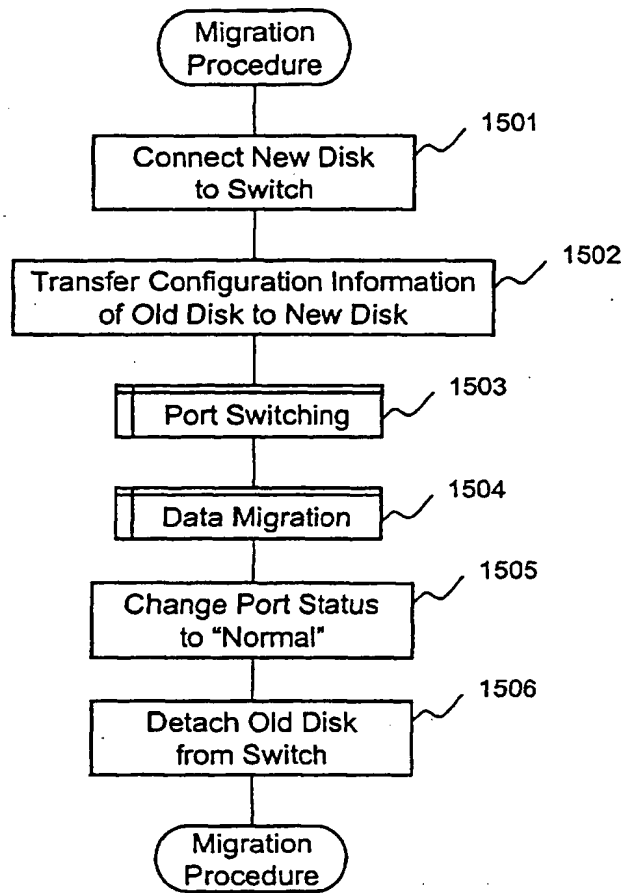 Migration
Procedure
1501
Connect New Disk
to Switch
1502
Transfer Configuration Information
of Old Disk to New Disk
1503
Port Switching
1504
Data Migration
1505
Change Port Status
to "Normal"
1506
Detach Old Disk
from Switch
Migration
Procedure